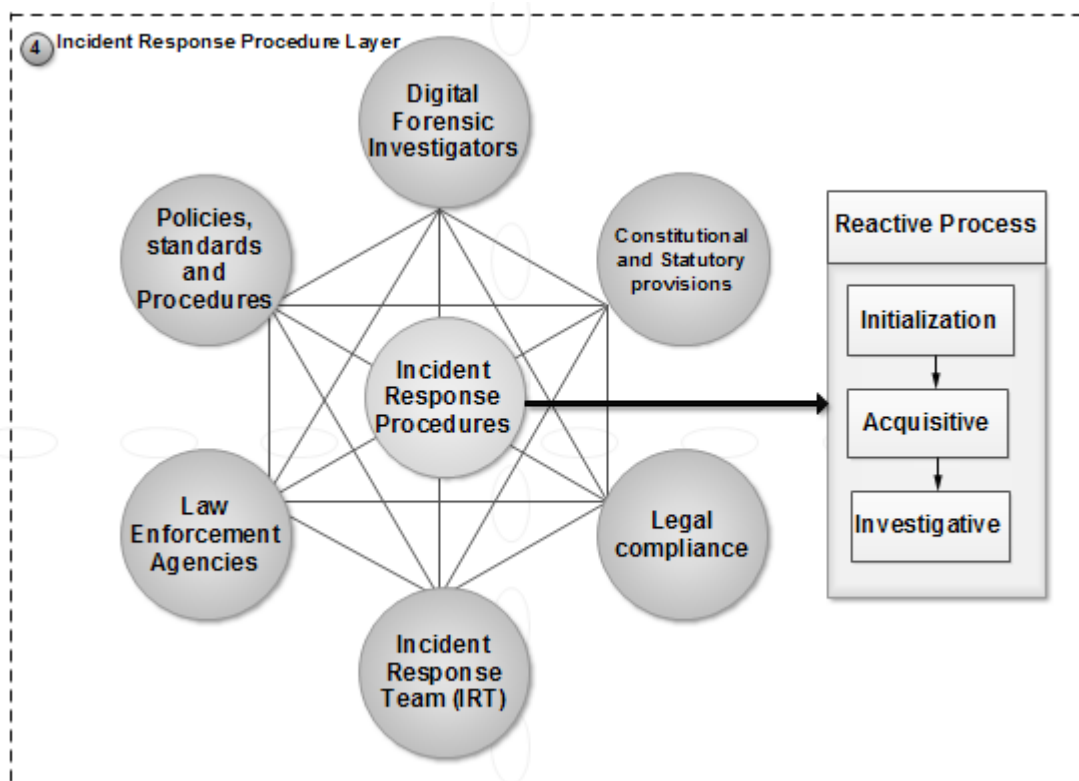 4 Incident Response Procedure Layer
Digital
Forensic
Investigators
Policies,
standards
and
Procedures
Constitutional
and Statutory
provisions
Incident
Response
Procedures
Law
Enforcement
Agencies
Legal
compliance
Incident
Response
Team (IRT)
Reactive Process
Initialization
Acquisitive
Investigative